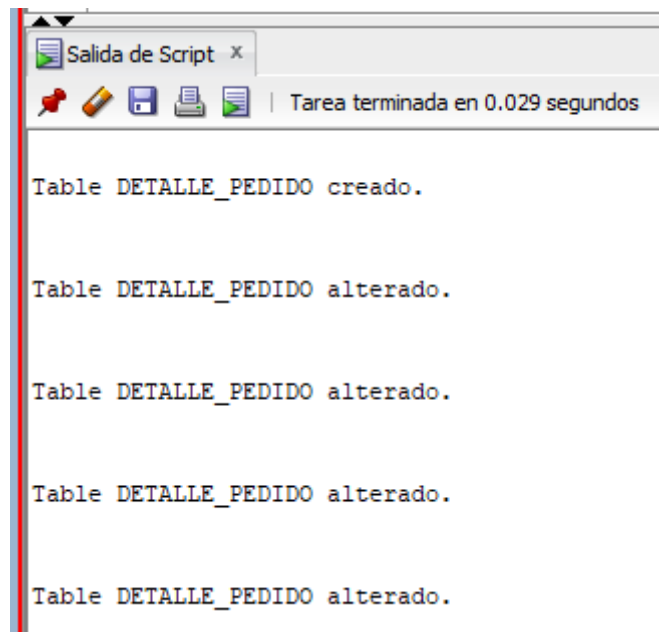 Salida de Script x
Tarea terminada en 0.029 segundos
Table DETALLE_PEDIDO creado.
Table DETALLE_PEDIDO alterado.
Table DETALLE_PEDIDO alterado.
Table DETALLE_PEDIDO alterado.
Table DETALLE_PEDIDO alterado.